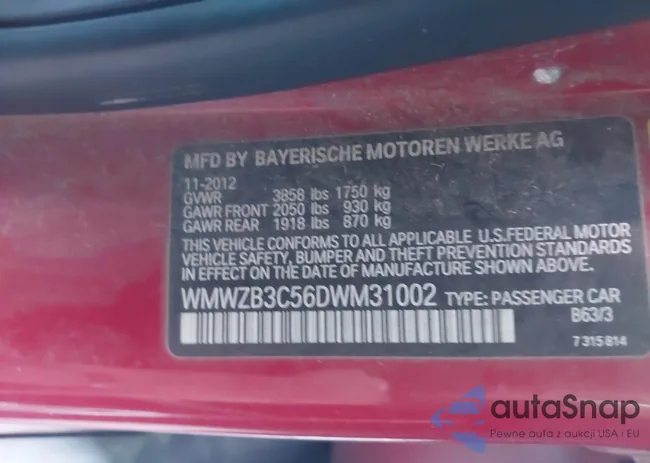 MFD BY BAYERISCHE MOTOREN WERKE AG
11-2012
GVWR 3858 lbs 1750 kg
GAWR FRONT 2050 lbs 930 kg
GAWR REAR 1918 lbs 870 kg
THIS VEHICLE CONFORMS TO ALL APPLICABLE U.S.FEDERAL MOTOR
VEHICLE SAFETY, BUMPER AND THEFT PREVENTION STANDARDS
IN EFFECT ON THE DATE OF MANUFACTURE SHOWN ABOVE.
WMWZB3C56DWM31002 TYPE: PASSENGER CAR
B63/3
7 315 814
autaSnap
Pewne auta z aukcji USA i EU